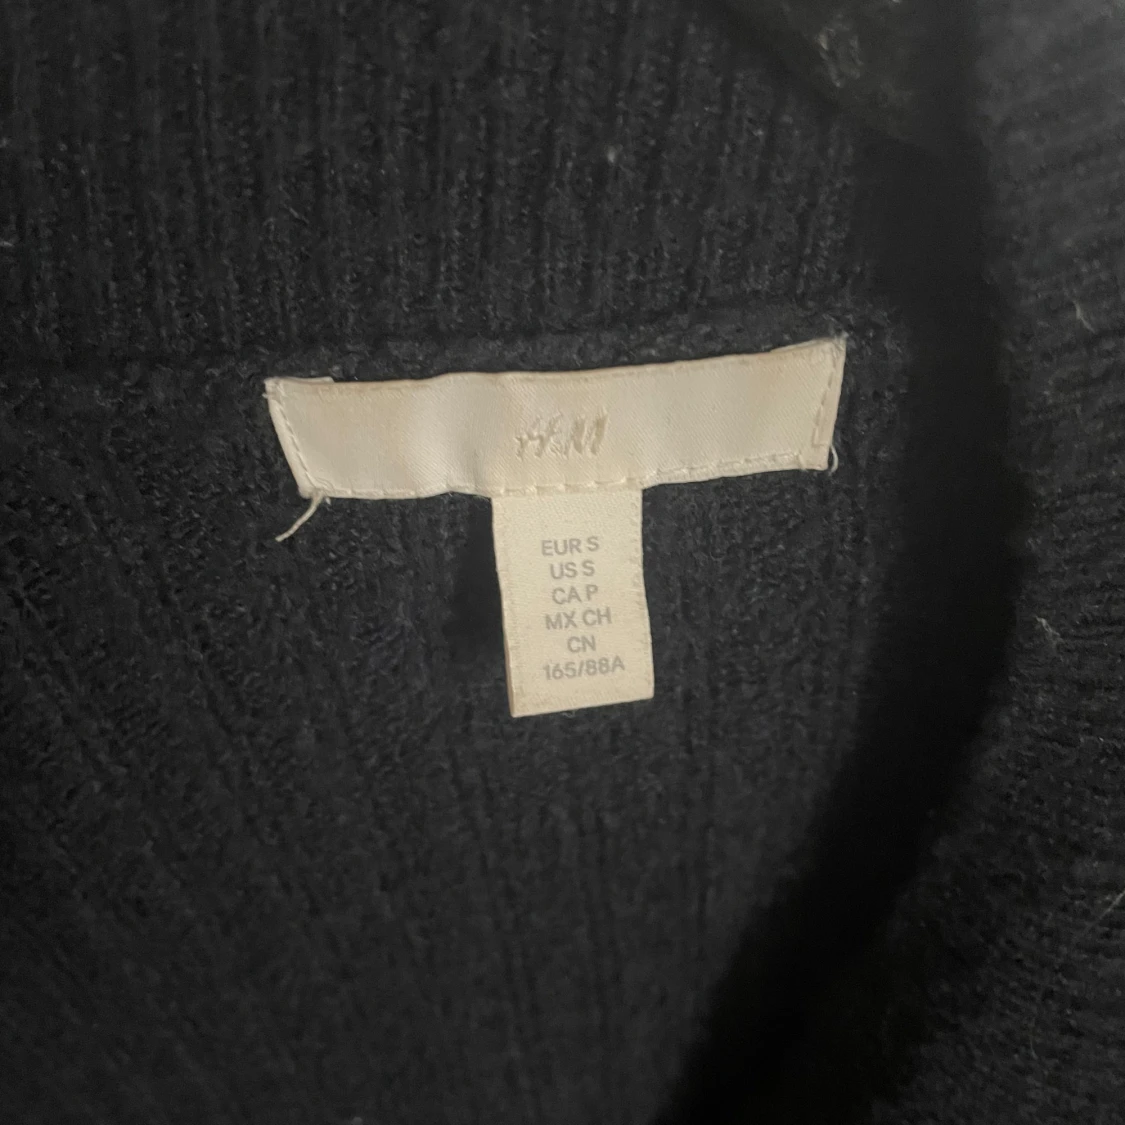 H&M
EUR S
US S
CA P
MX CH
CN
165/88A